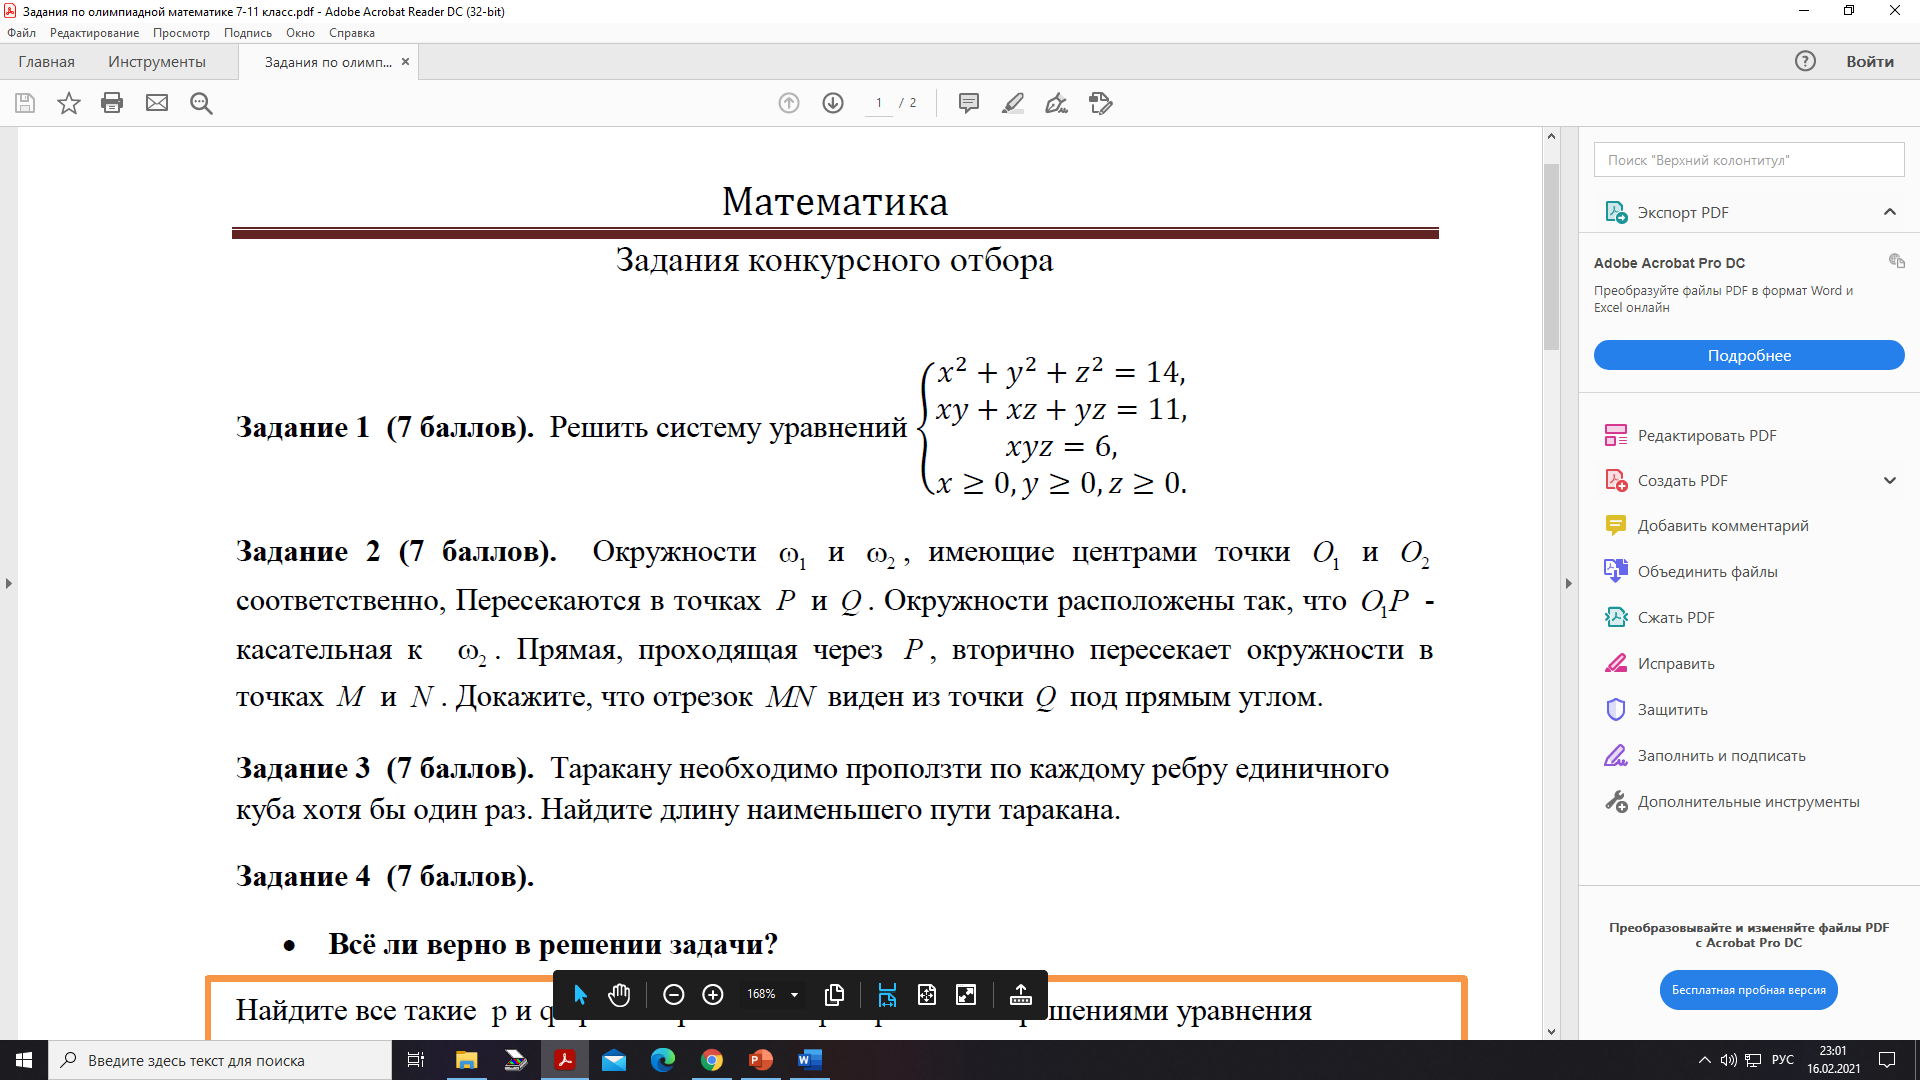 Задания по олимпиадной математике 7-11 класс.pdf - Adobe Acrobat Reader DC (32-bit)
Файл Редактирование Просмотр Подпись Окно Справка
Главная Инструменты Задания по олимп... ×
Войти
1 / 2
Математика
Задания конкурсного отбора
Задание 1 (7 баллов). Решить систему уравнений
x² + y² + z² = 14,
xy + xz + yz = 11,
xyz = 6,
x ≥ 0, y ≥ 0, z ≥ 0.
Задание 2 (7 баллов). Окружности ω₁ и ω₂, имеющие центрами точки O₁ и O₂
соответственно, Пересекаются в точках P и Q. Окружности расположены так, что O₁P -
касательная к ω₂. Прямая, проходящая через P, вторично пересекает окружности в
точках M и N. Докажите, что отрезок MN виден из точки Q под прямым углом.
Задание 3 (7 баллов). Таракану необходимо проползти по каждому ребру единичного
куба хотя бы один раз. Найдите длину наименьшего пути таракана.
Задание 4 (7 баллов).
• Всё ли верно в решении задачи?
Найдите все такие p и q
решениями уравнения
168%
Поиск "Верхний колонтитул"
Экспорт PDF
Adobe Acrobat Pro DC
Преобразуйте файлы PDF в формат Word и
Excel онлайн
Подробнее
Редактировать PDF
Создать PDF
Добавить комментарий
Объединить файлы
Сжать PDF
Исправить
Защитить
Заполнить и подписать
Дополнительные инструменты
Преобразовывайте и изменяйте файлы PDF
с Acrobat Pro DC
Бесплатная пробная версия
Введите здесь текст для поиска
РУС
23:01
16.02.2021